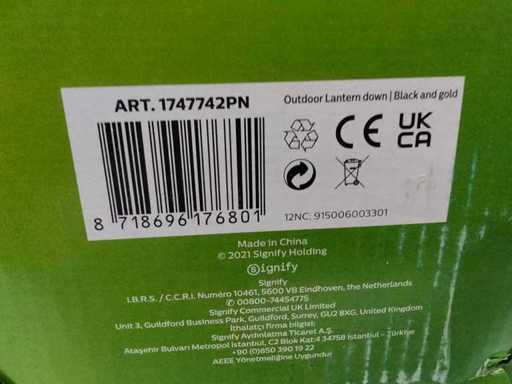 ART. 1747742PN
Outdoor Lantern down | Black and gold
CE UK
CA
8 718696 176801
12NC: 915006003301
Made in China
© 2021 Signify Holding
Signify
Signify
I.B.R.S. / C.C.R.I. Numéro 10461, 5600 VB Eindhoven, the Netherlands
✆ 00800-74454775
Signify Commercial UK Limited
Unit 3, Guildford Business Park, Guildford, Surrey, GU2 8XG, United Kingdom
İthalatçı firma bilgisi:
Signify Aydınlatma Ticaret A.Ş.
Ataşehir Bulvarı Metropol İstanbul, C2 Blok Kat:4 34758 İstanbul – Türkiye
+90 (0)850 390 19 22
AEEE Yönetmeliğine Uygundur